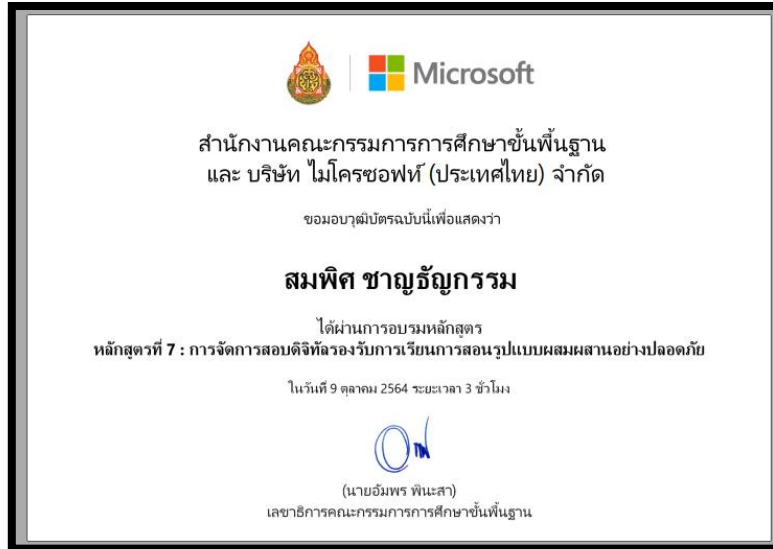 Microsoft
สำนักงานคณะกรรมการการศึกษาขั้นพื้นฐาน
และ บริษัท ไมโครซอฟท์ (ประเทศไทย) จำกัด
ขอมอบวุฒิบัตรฉบับนี้เพื่อแสดงว่า
สมพิศ ชาญธัญกรรม
ได้ผ่านการอบรมหลักสูตร
หลักสูตรที่ 7 : การจัดการสอบดิจิทัลรองรับการเรียนการสอนรูปแบบผสมผสานอย่างปลอดภัย
ในวันที่ 9 ตุลาคม 2564 ระยะเวลา 3 ชั่วโมง
(นายอัมพร พินะสา)
เลขาธิการคณะกรรมการการศึกษาขั้นพื้นฐาน